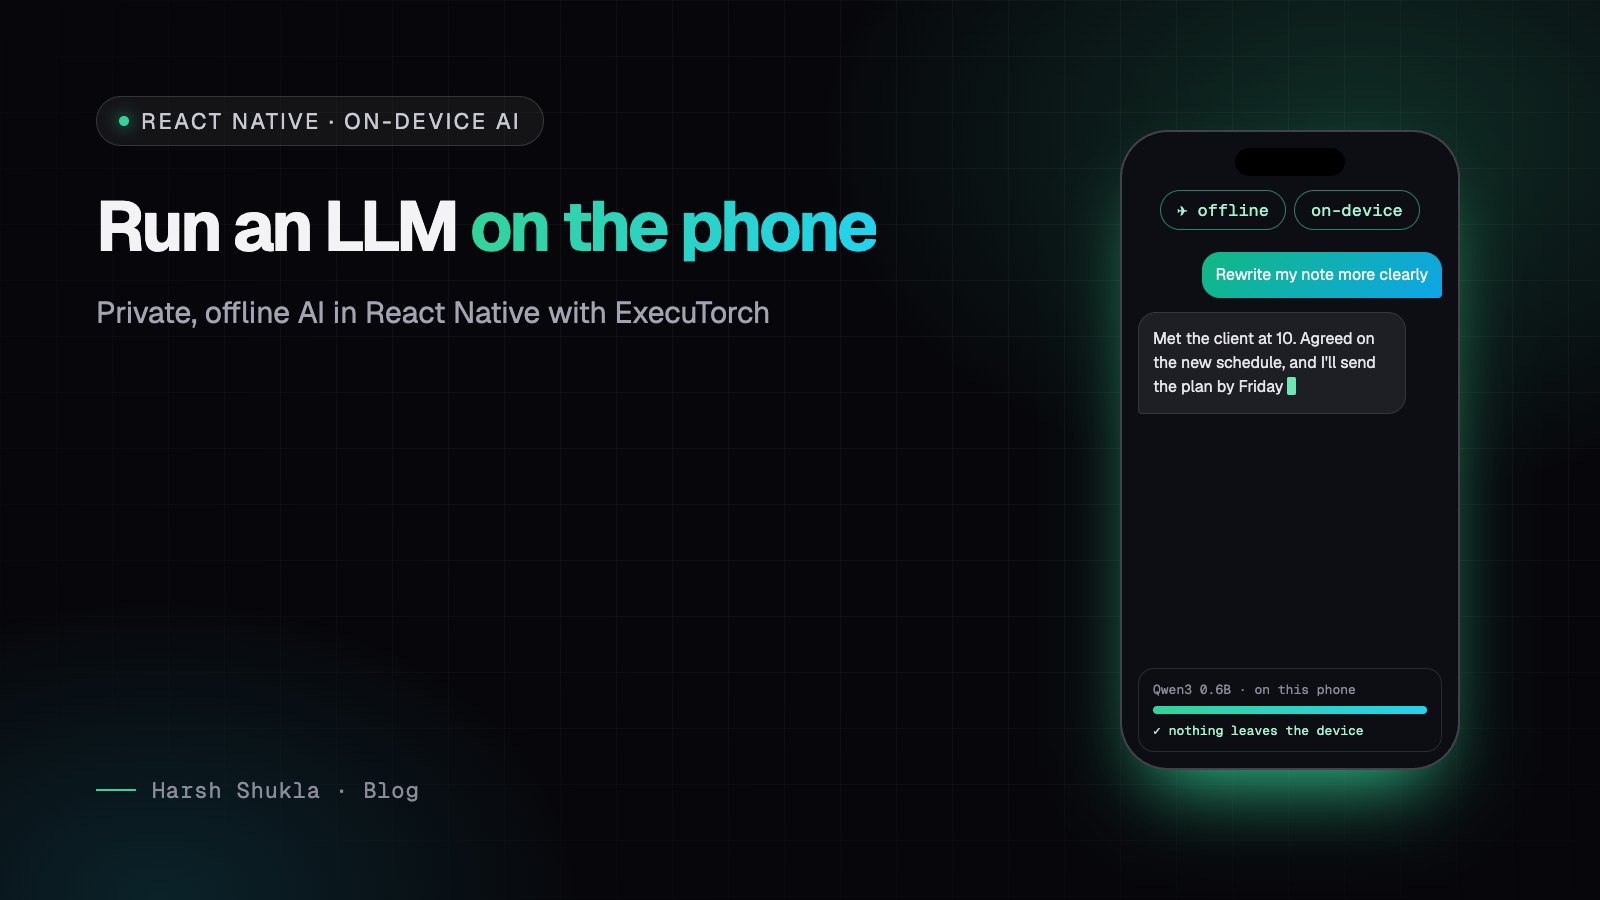 REACT NATIVE · ON-DEVICE AI
Run an LLM on the phone
Private, offline AI in React Native with ExecuTorch
✈ offline
on-device
Rewrite my note more clearly
Met the client at 10. Agreed on
the new schedule, and I'll send
the plan by Friday
Qwen3 0.6B · on this phone
✓ nothing leaves the device
Harsh Shukla · Blog